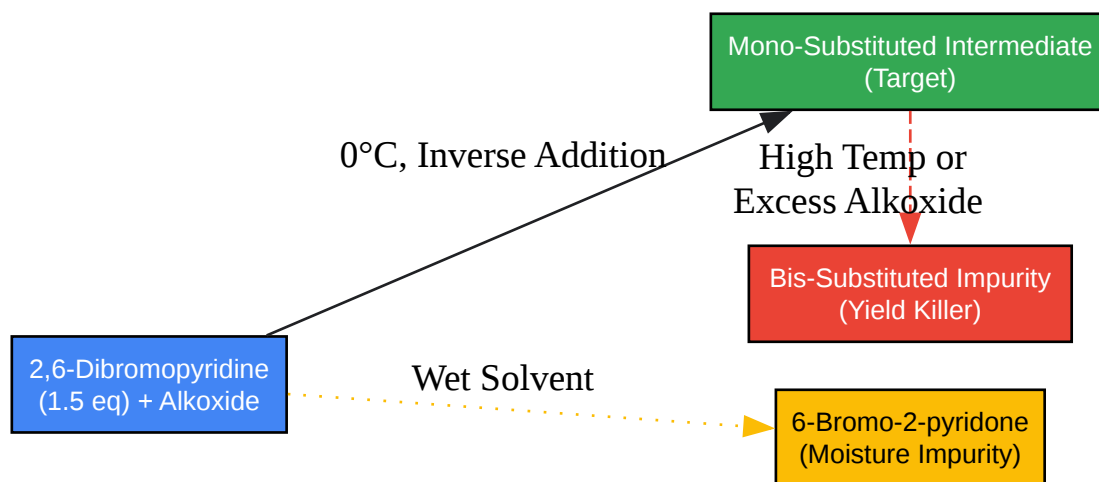 Mono-Substituted Intermediate
(Target)
0°C, Inverse Addition
High Temp or
Excess Alkoxide
Bis-Substituted Impurity
(Yield Killer)
2,6-Dibromopyridine
(1.5 eq) + Alkoxide
Wet Solvent
6-Bromo-2-pyridone
(Moisture Impurity)